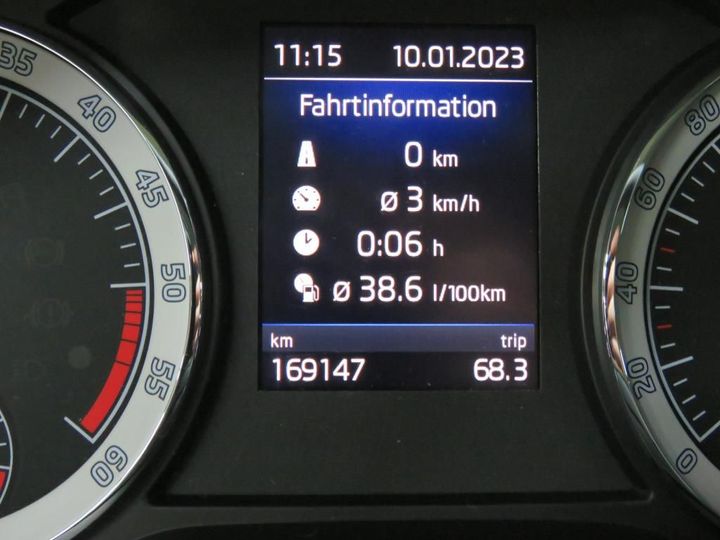 11:15 10.01.2023
Fahrtinformation
0 km
ø 3 km/h
0:06 h
ø 38.6 l/100km
km trip
169147 68.3
35
40
45
50
55
60
80
60
40
20
0